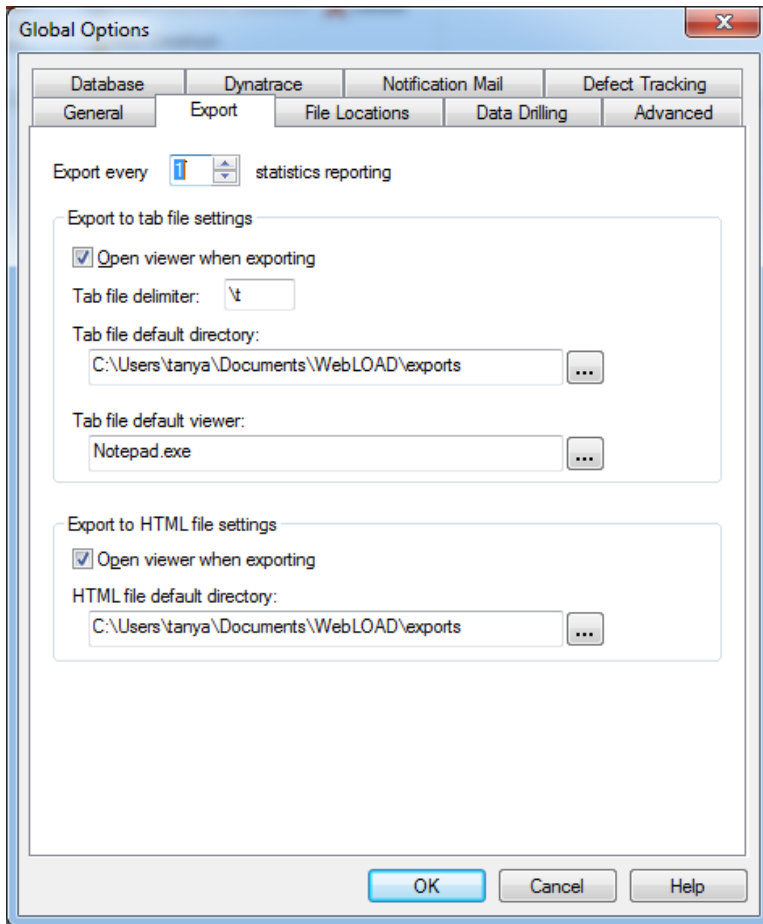 Global Options
Database Dynatrace Notification Mail Defect Tracking
General Export File Locations Data Drilling Advanced
Export every 1 statistics reporting
Export to tab file settings
Open viewer when exporting
Tab file delimiter: \t
Tab file default directory:
C:\Users\tanya\Documents\WebLOAD\exports
...
Tab file default viewer:
Notepad.exe
...
Export to HTML file settings
Open viewer when exporting
HTML file default directory:
C:\Users\tanya\Documents\WebLOAD\exports
...
OK Cancel Help